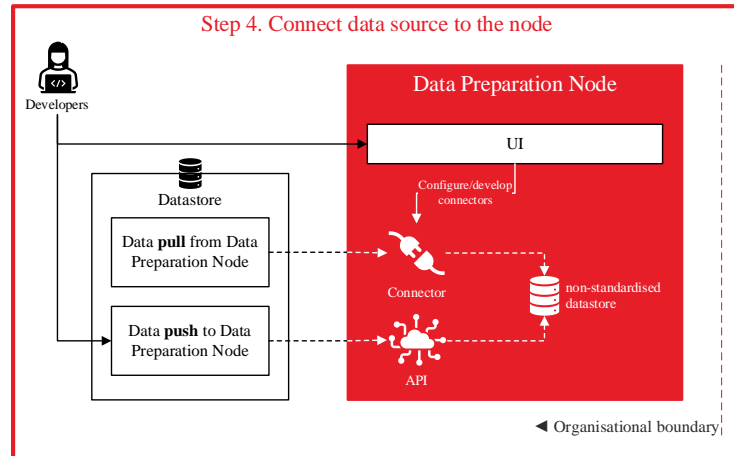 Step 4. Connect data source to the node
Developers
</>
Data Preparation Node
UI
Datastore
Configure/develop
connectors
Data pull from Data
Preparation Node
Connector
non-standardised
datastore
Data push to Data
Preparation Node
API
◄ Organisational boundary